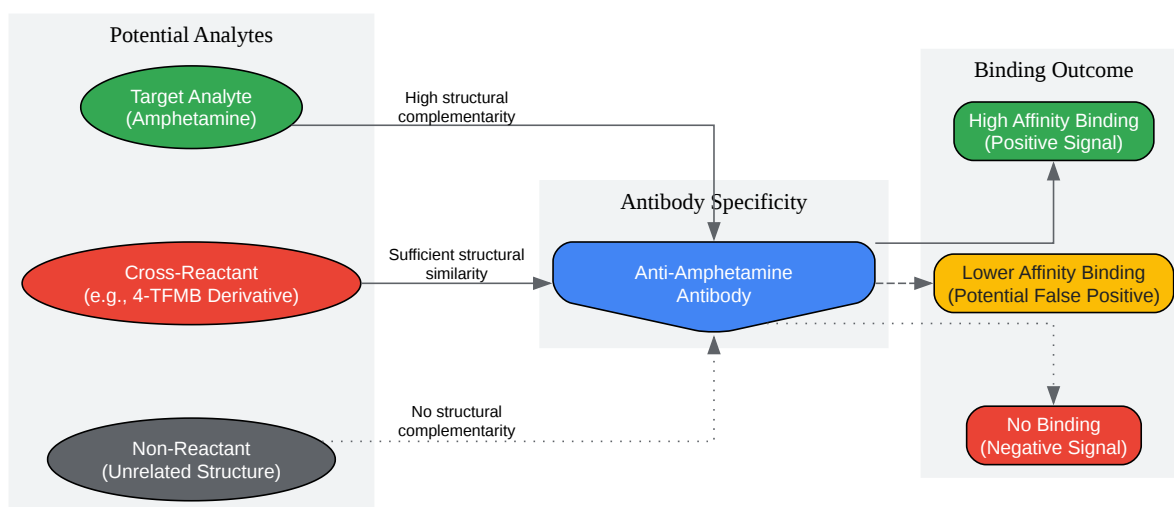 Potential Analytes
Target Analyte
(Amphetamine)
Cross-Reactant
(e.g., 4-TFMB Derivative)
Non-Reactant
(Unrelated Structure)
High structural
complementarity
Sufficient structural
similarity
No structural
complementarity
Antibody Specificity
Anti-Amphetamine
Antibody
Binding Outcome
High Affinity Binding
(Positive Signal)
Lower Affinity Binding
(Potential False Positive)
No Binding
(Negative Signal)